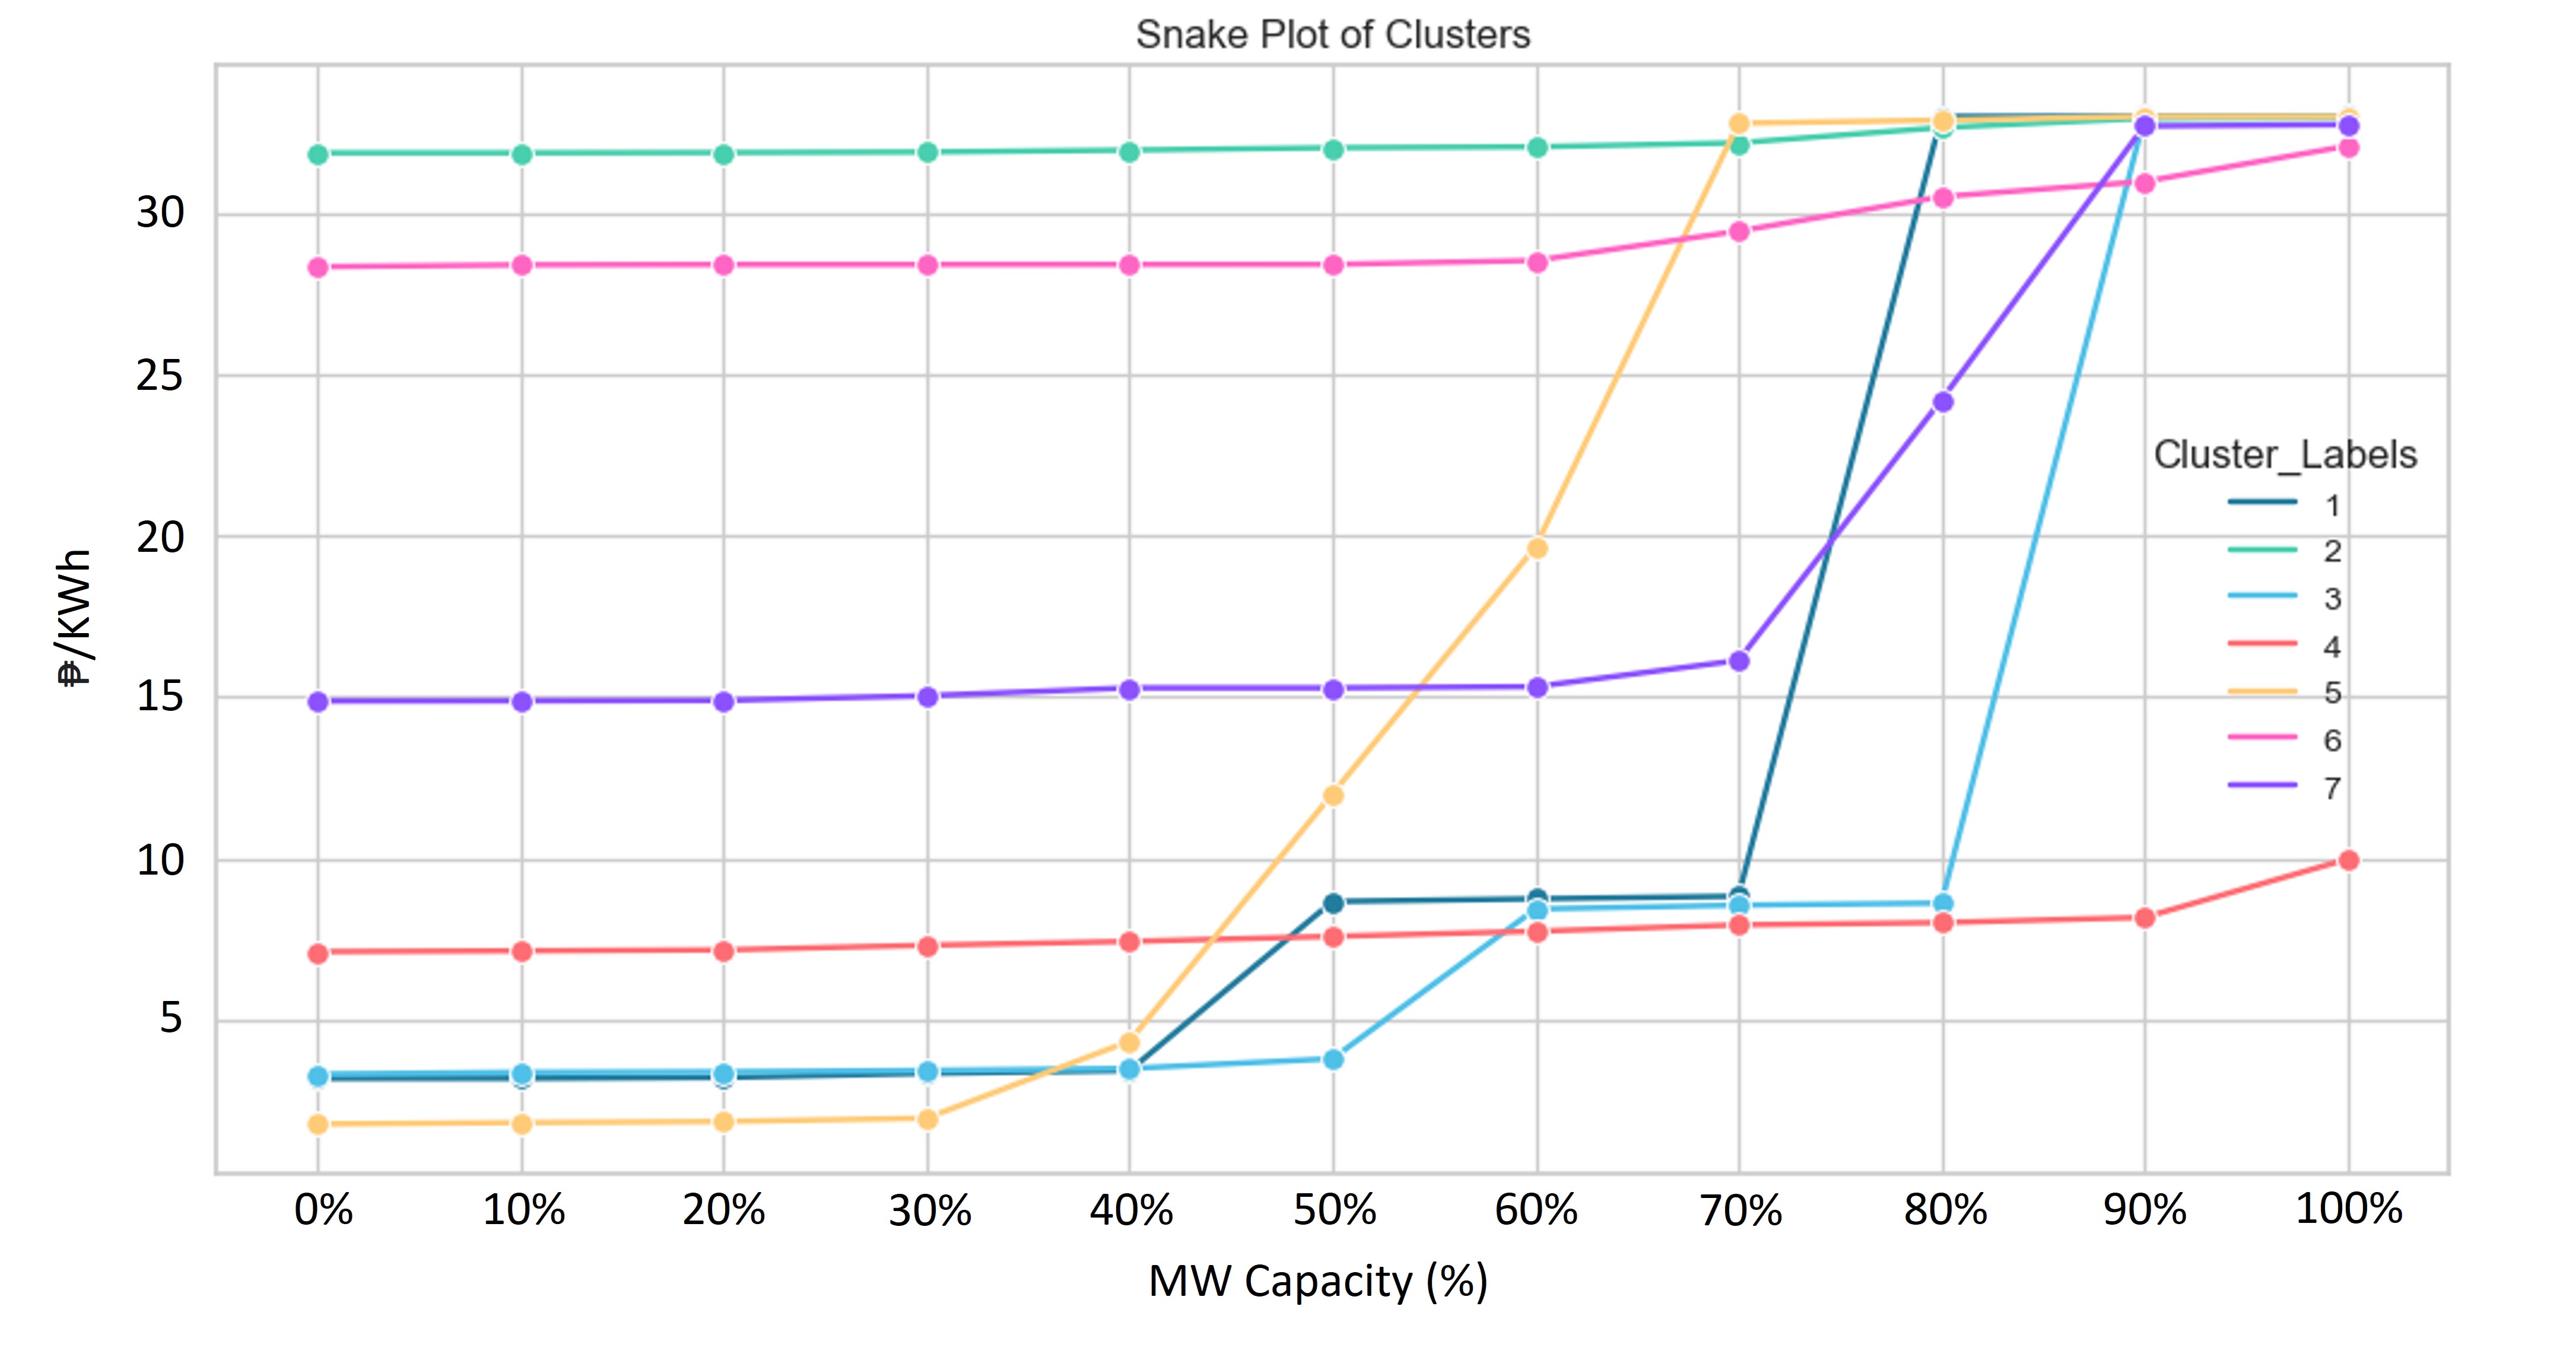 Snake Plot of Clusters
30
25
20
15
10
5
₱/KWh
Cluster_Labels
1
2
3
4
5
6
7
0% 10% 20% 30% 40% 50% 60% 70% 80% 90% 100%
MW Capacity (%)